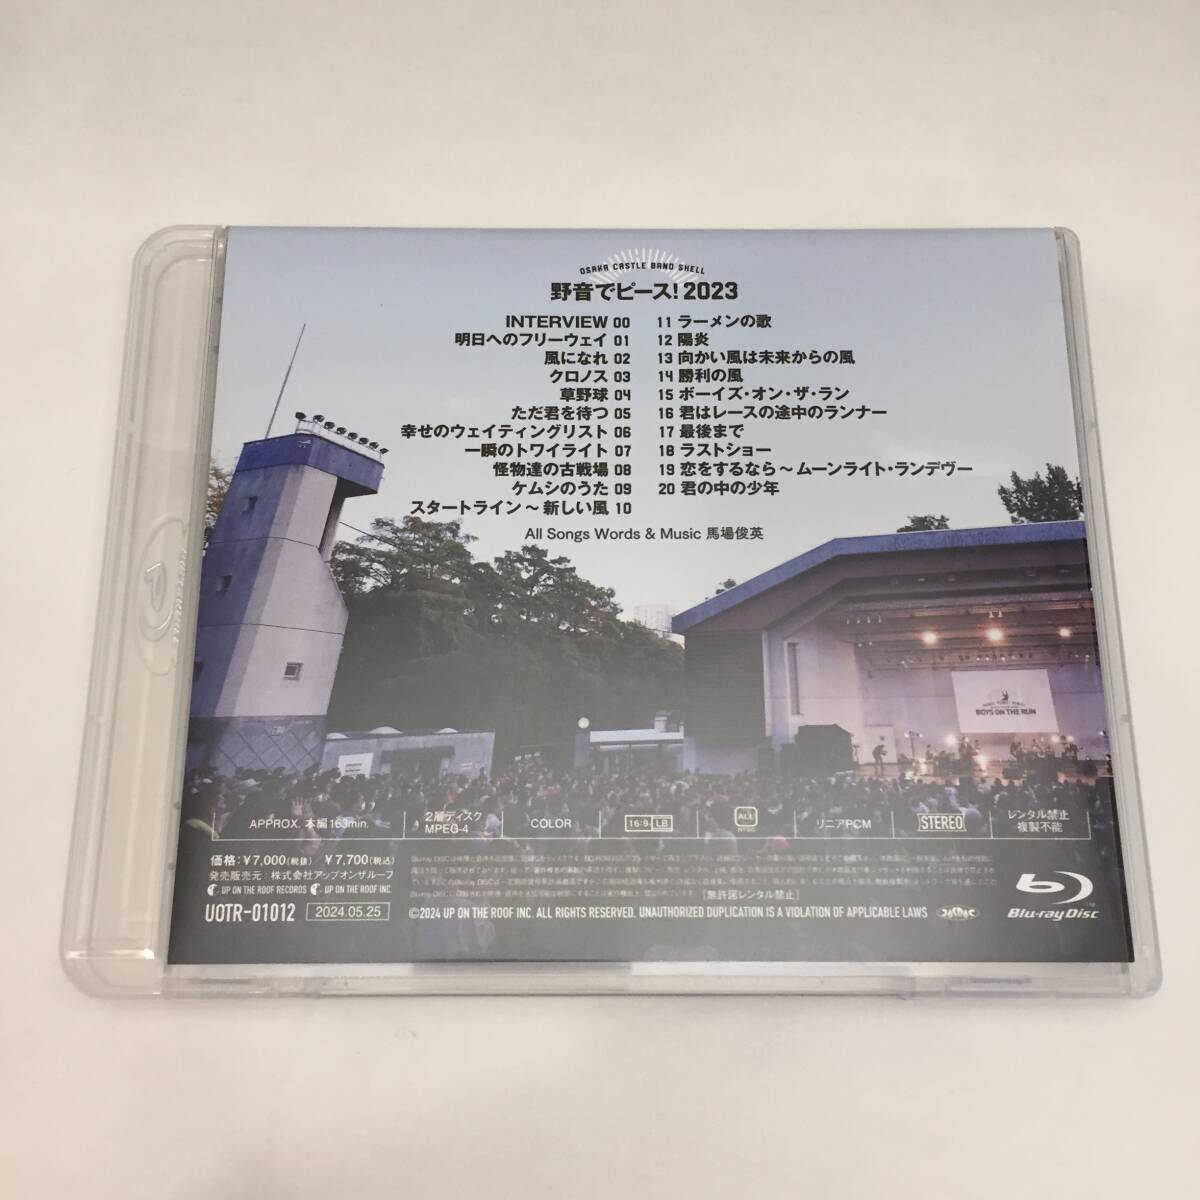 OSAKA CASTLE BAND SHELL
野音でピース!2023
INTERVIEW 00
明日へのフリーウェイ 01
風になれ 02
クロノス 03
草野球 04
ただ君を待つ 05
幸せのウェイティングリスト 06
一瞬のトワイライト 07
怪物達の古戦場 08
ケムシのうた 09
スタートライン～新しい風 10
11 ラーメンの歌
12 陽炎
13 向かい風は未来からの風
14 勝利の風
15 ボーイズ・オン・ザ・ラン
16 君はレースの途中のランナー
17 最後まで
18 ラストショー
19 恋をするなら～ムーンライト・ランデヴー
20 君の中の少年
All Songs Words & Music 馬場俊英
BOYS ON THE RUN
APPROX. 本編163min.
2層ディスク
MPEG-4
COLOR
16:9 LB
ALL
NTSC
リニアPCM
STEREO
レンタル禁止
複製不能
価格:¥7,000(税抜) ¥7,700(税込)
発売販売元:株式会社アップオンザルーフ
UP ON THE ROOF RECORDS UP ON THE ROOF INC.
UOTR-01012 2024.05.25
[無許諾レンタル禁止]
©2024 UP ON THE ROOF INC. ALL RIGHTS RESERVED. UNAUTHORIZED DUPLICATION IS A VIOLATION OF APPLICABLE LAWS
JASRAC
Blu-ray Disc